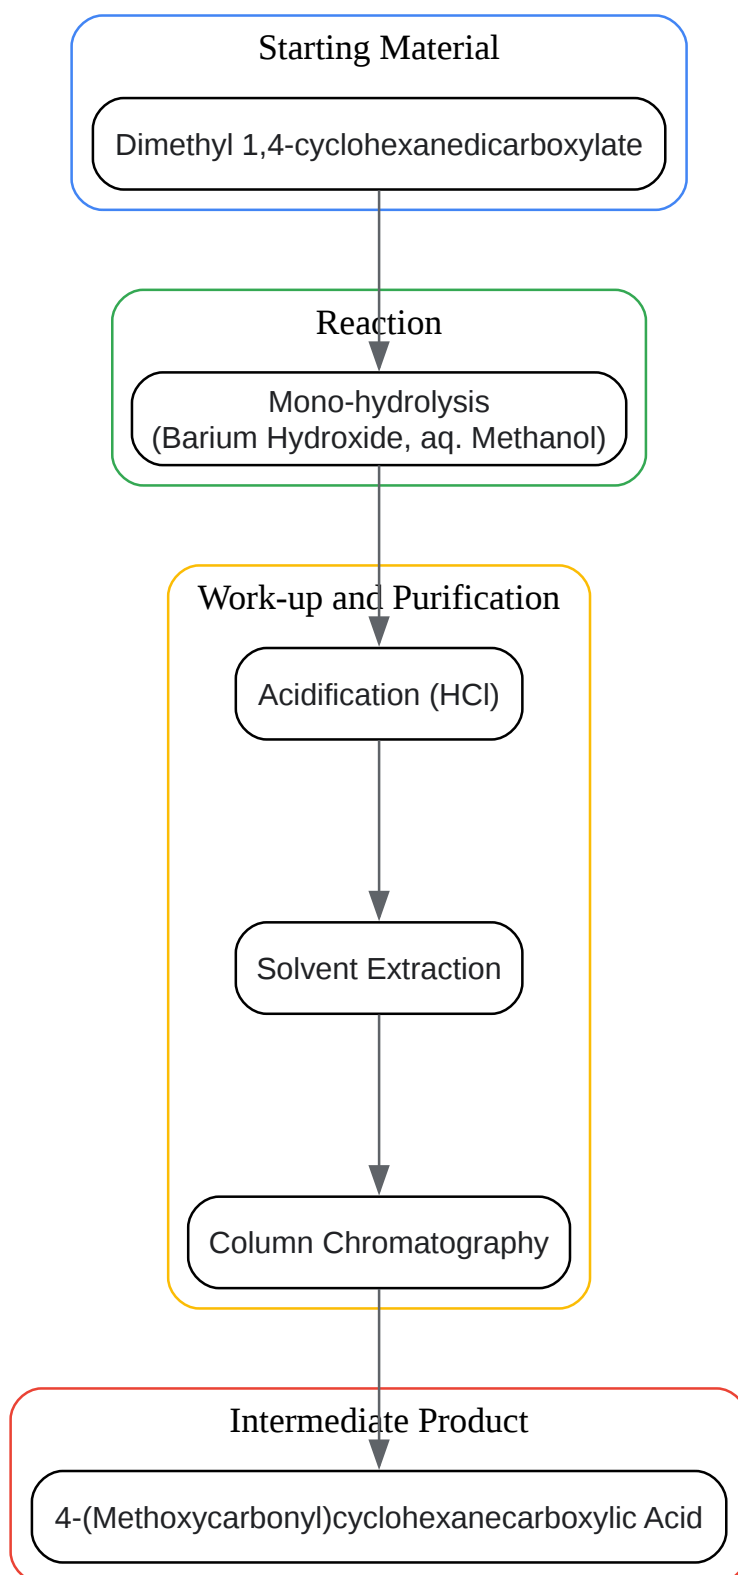 Starting Material
Dimethyl 1,4-cyclohexanedicarboxylate
Reaction
Mono-hydrolysis
(Barium Hydroxide, aq. Methanol)
Work-up and Purification
Acidification (HCl)
Solvent Extraction
Column Chromatography
Intermediate Product
4-(Methoxycarbonyl)cyclohexanecarboxylic Acid